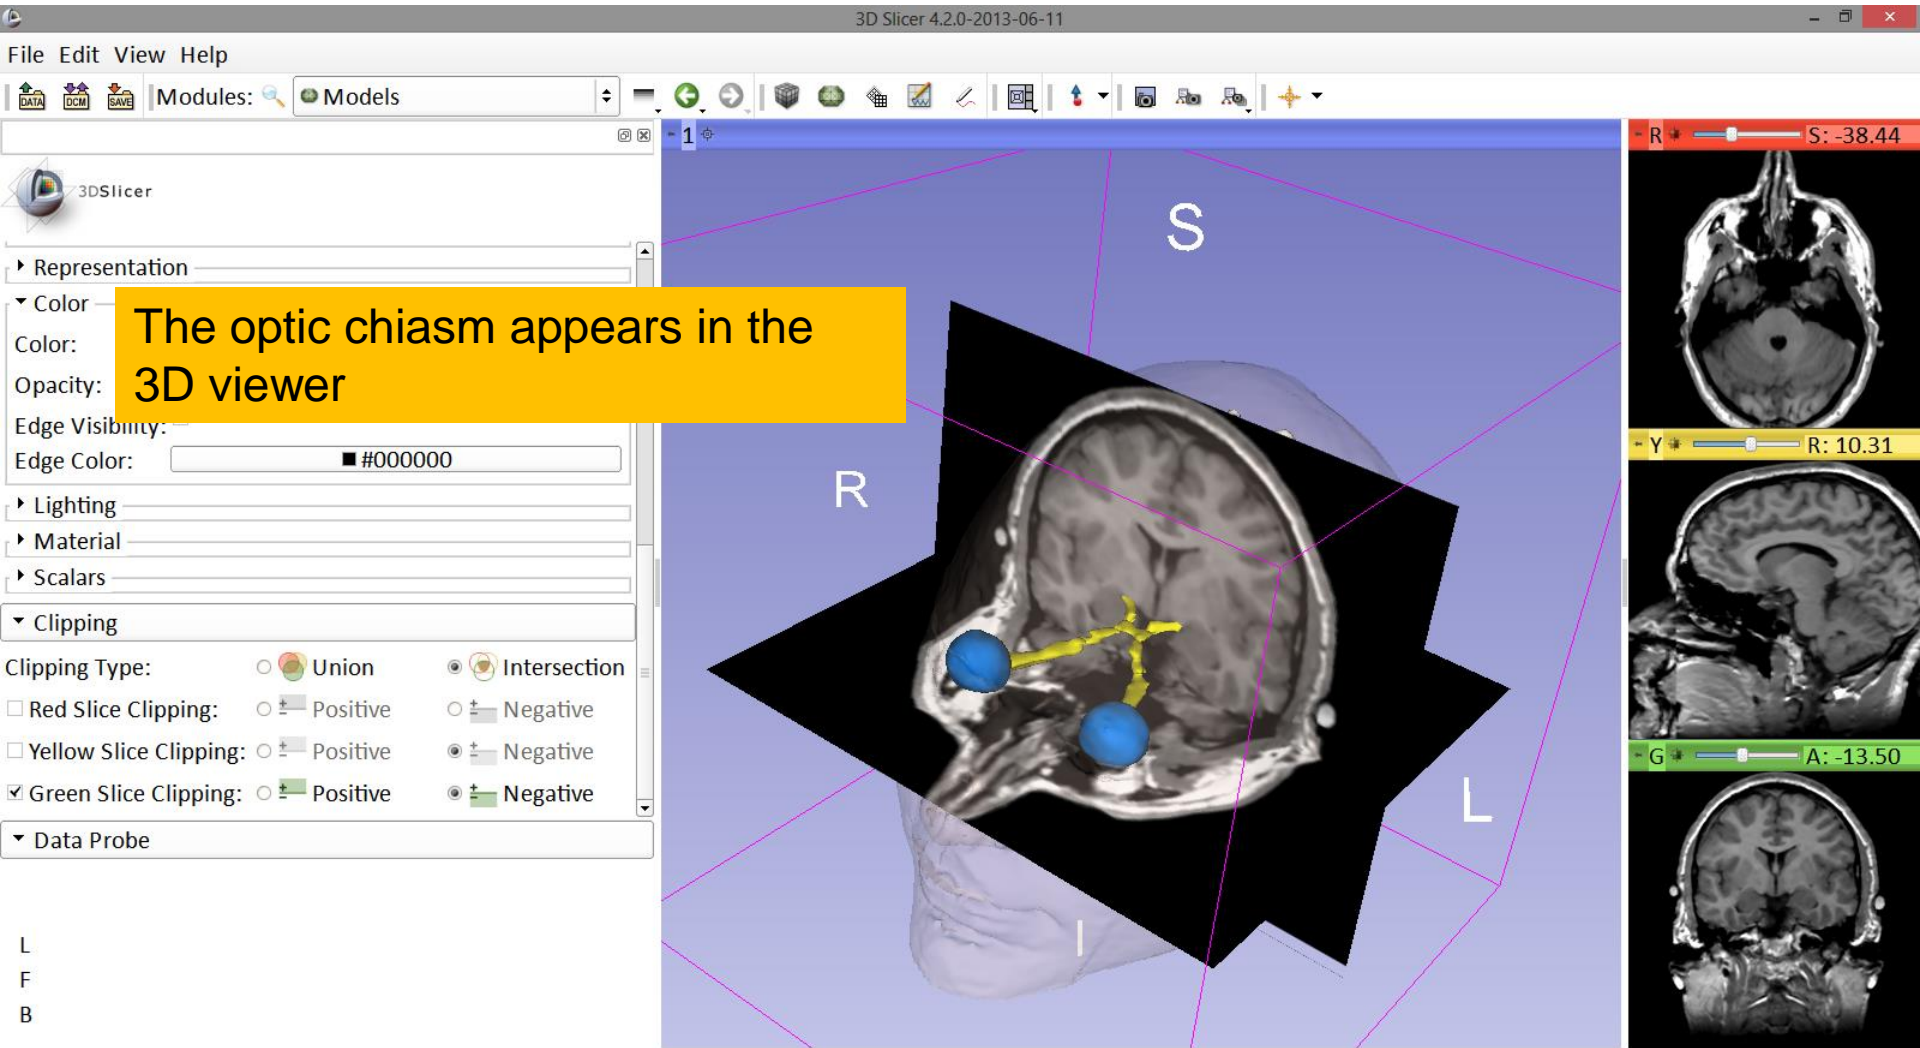 3D Slicer 4.2.0-2013-06-11
File Edit View Help
DATA DCM SAVE Modules: Models
1
R S: -38.44
3DSlicer
S
Representation
Color
The optic chiasm appears in the
3D viewer
Color:
Opacity:
Edge Visibility:
Edge Color: #000000
Y R: 10.31
R
Lighting
Material
Scalars
Clipping
Clipping Type: Union Intersection
Red Slice Clipping: Positive Negative
Yellow Slice Clipping: Positive Negative
G A: -13.50
Green Slice Clipping: Positive Negative
L
Data Probe
I
L
F
B